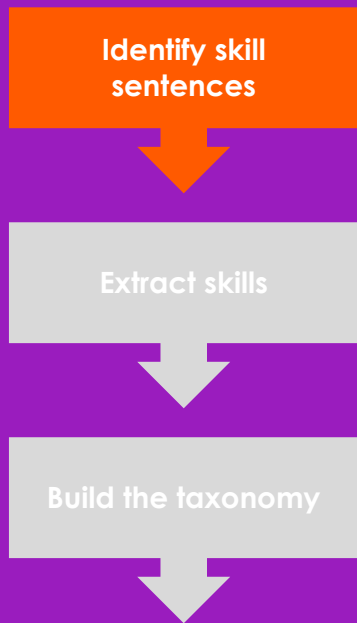 Identify skill
sentences
Extract skills
Build the taxonomy